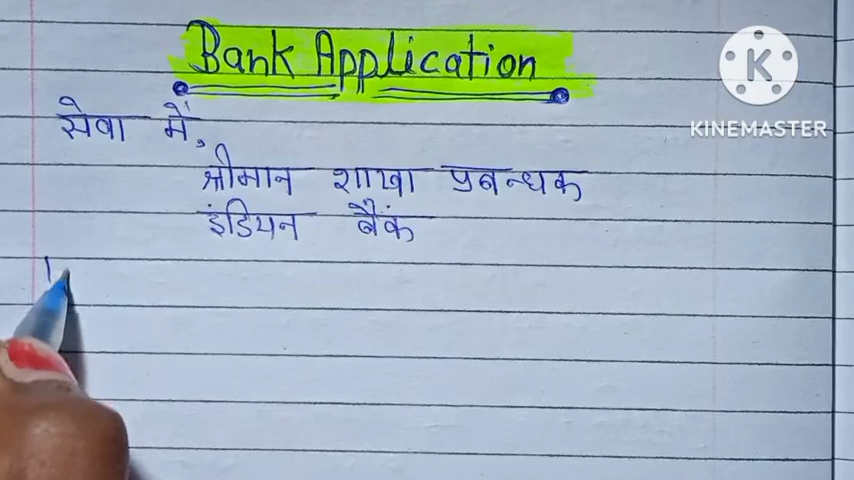 Bank Application
सेवा में,
श्रीमान शाखा प्रबन्धक
इंडियन बैंक
K
KINEMASTER